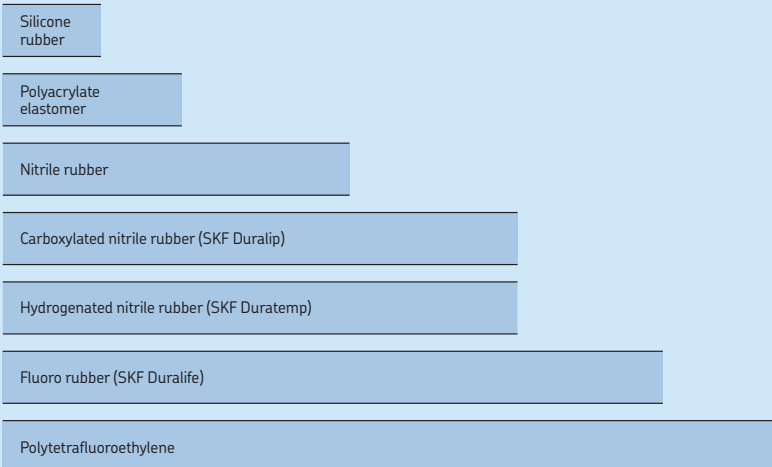 Silicone
rubber
Polyacrylate
elastomer
Nitrile rubber
Carboxylated nitrile rubber (SKF Duralip)
Hydrogenated nitrile rubber (SKF Duratemp)
Fluoro rubber (SKF Duralife)
Polytetrafluoroethylene